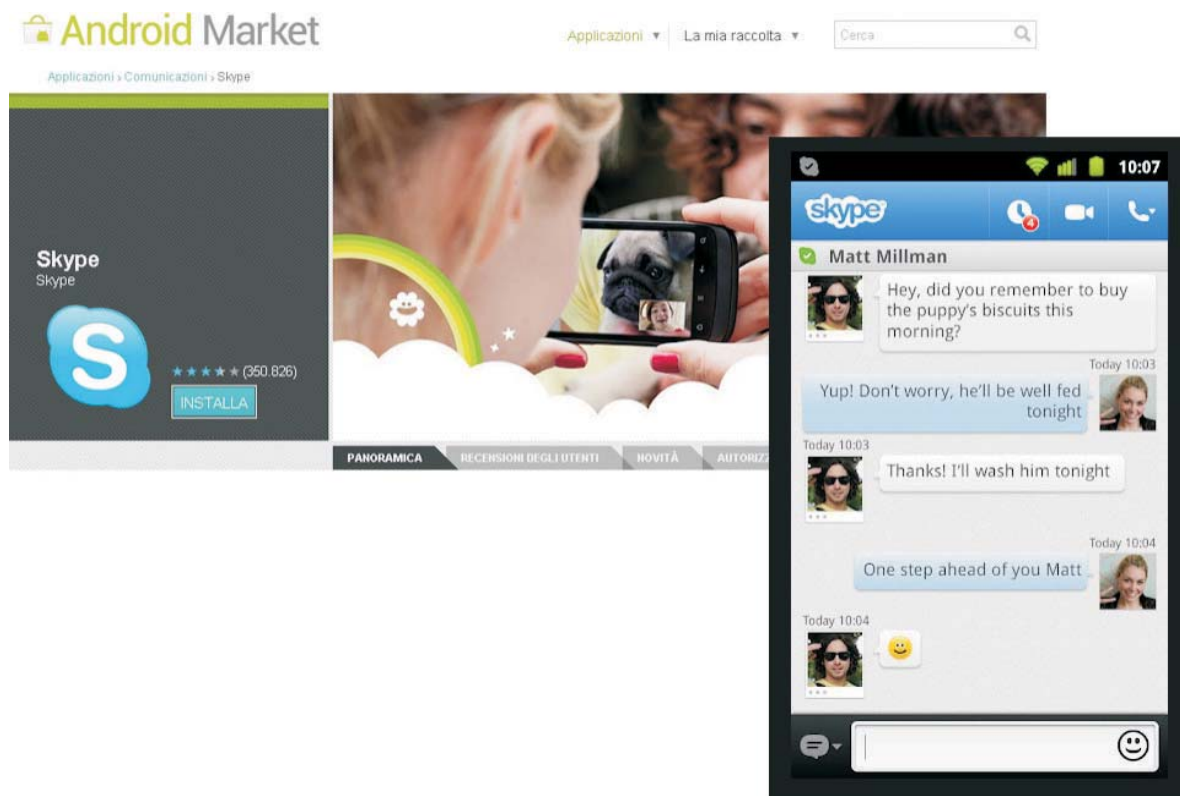 Android Market
Applicazioni ▾ La mia raccolta ▾ Cerca
Applicazioni › Comunicazioni › Skype
Skype
Skype
S
★★★★★ (350.826)
INSTALLA
PANORAMICA RECENSIONI DEGLI UTENTI NOVITÀ AUTORIZZ
10:07
skype
4
Matt Millman
Hey, did you remember to buy
the puppy's biscuits this
morning?
Today 10:03
Yup! Don't worry, he'll be well fed
tonight
Today 10:03
Thanks! I'll wash him tonight
Today 10:04
One step ahead of you Matt
Today 10:04